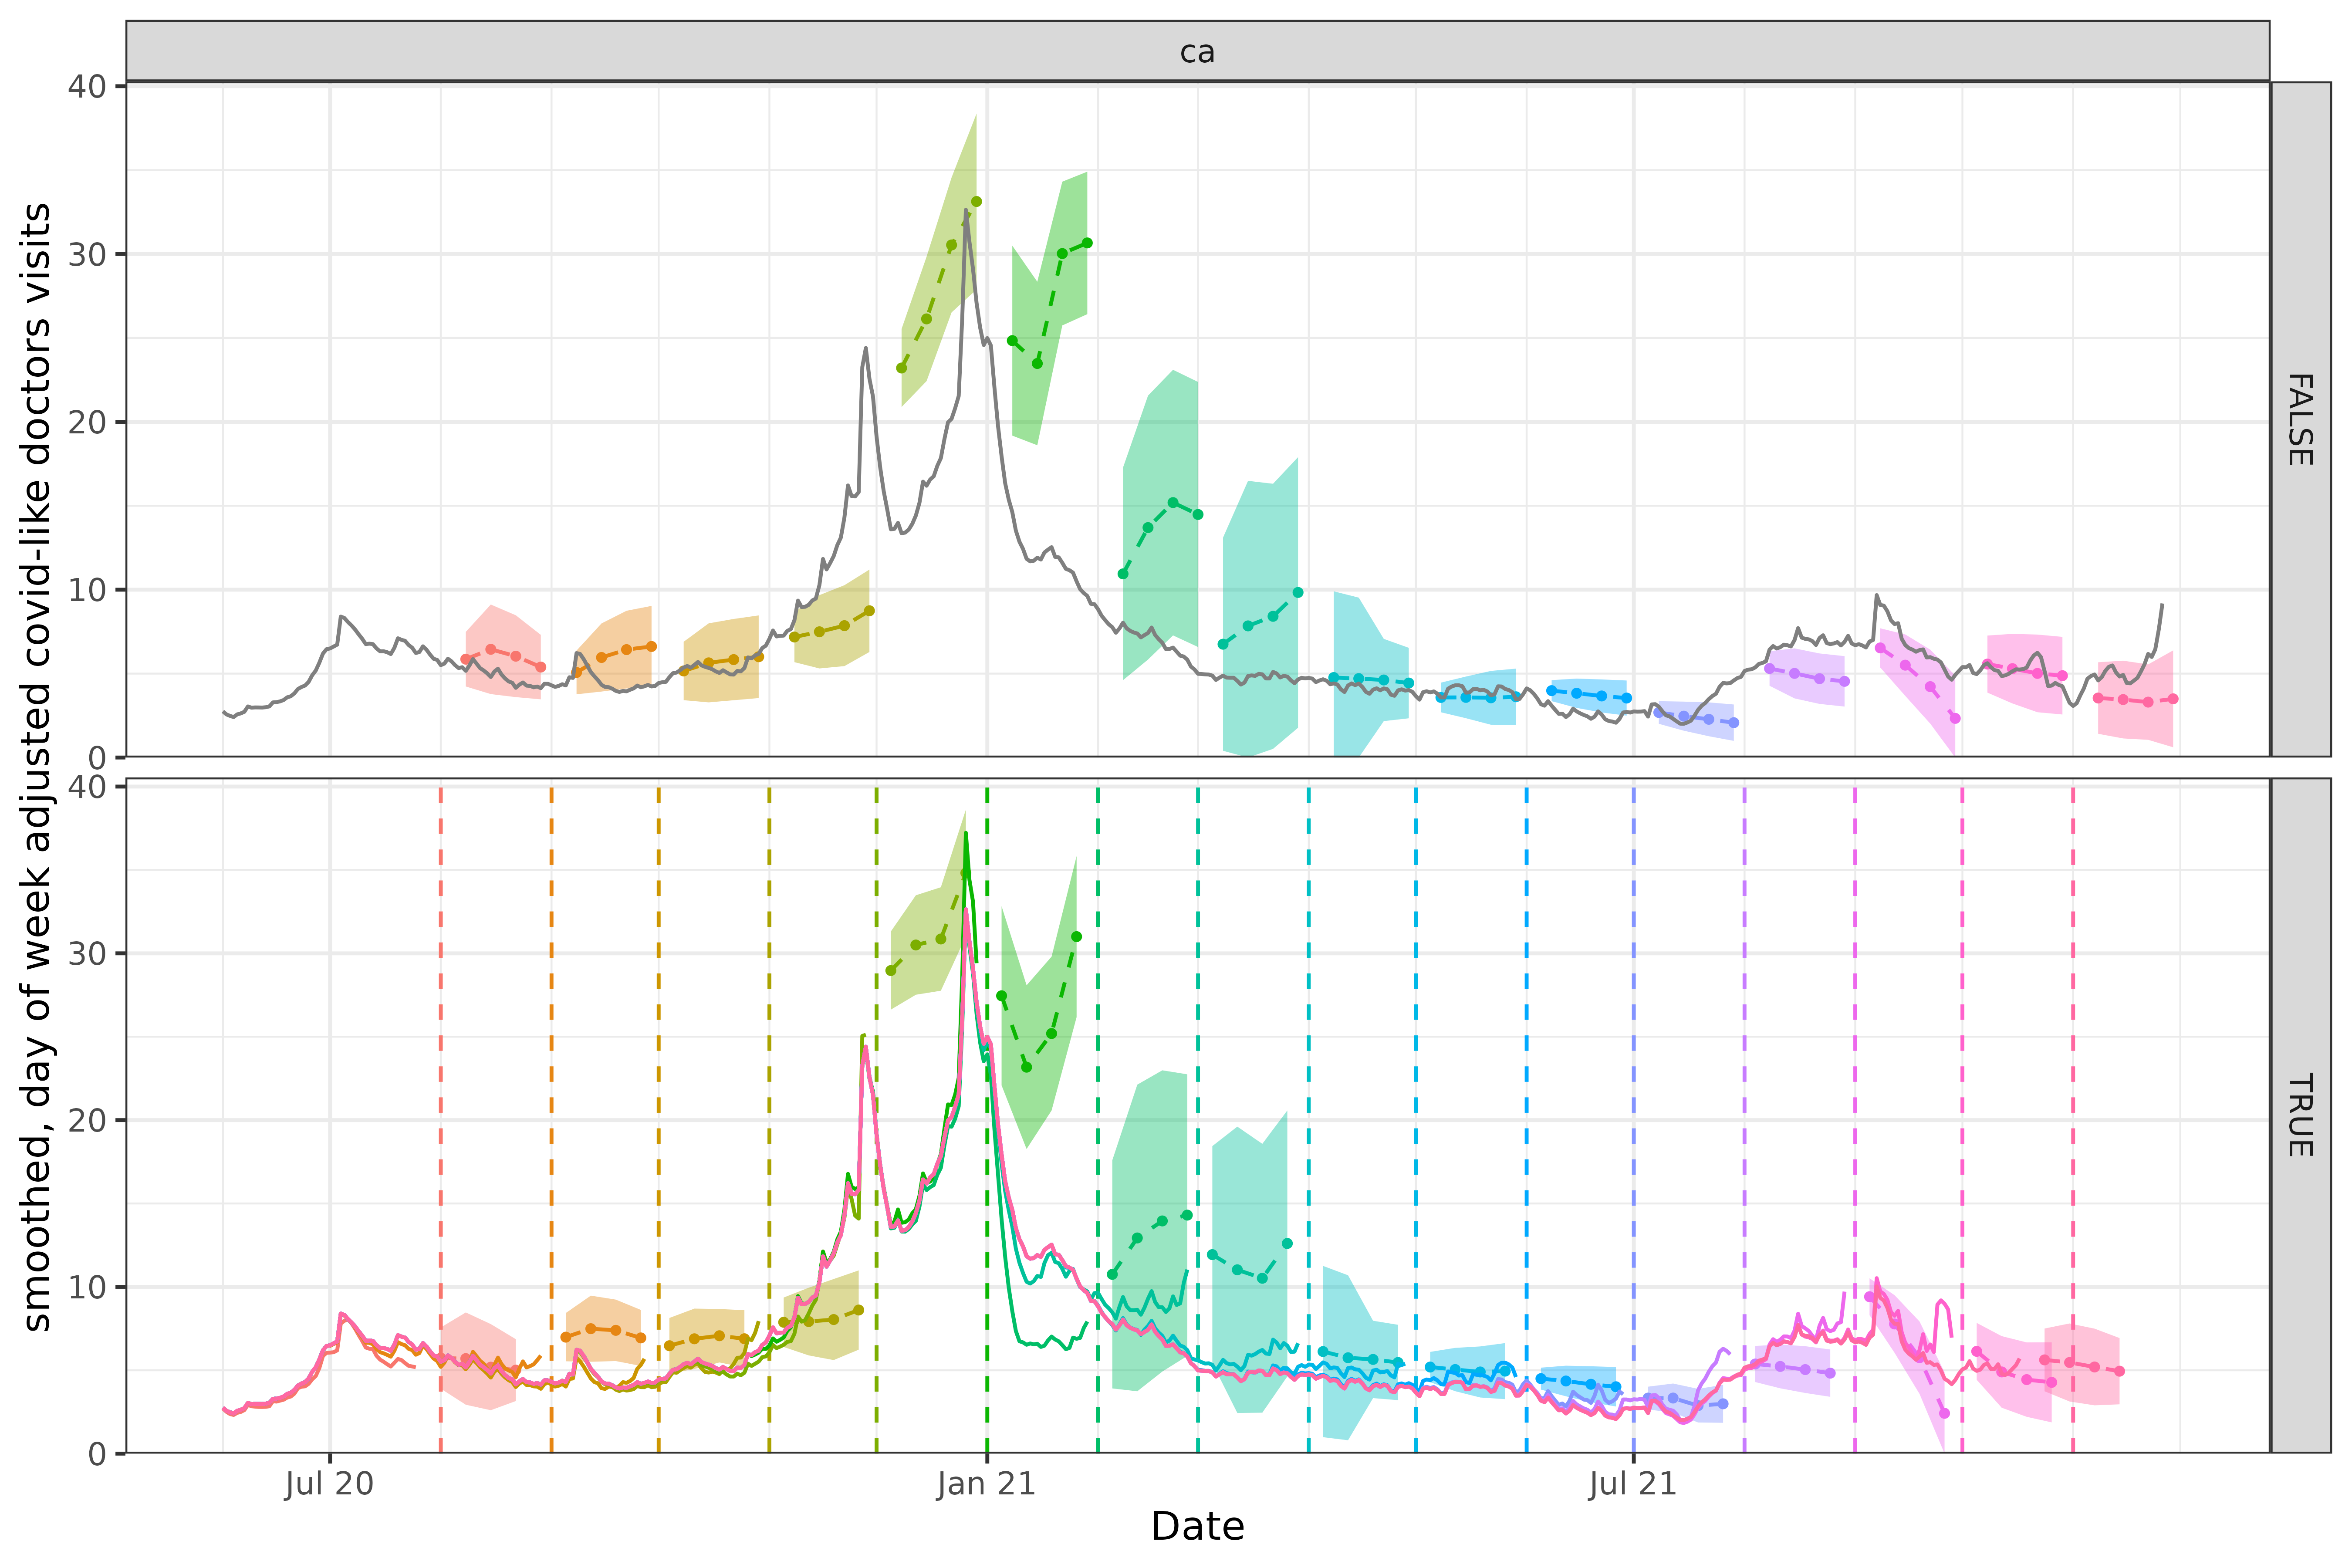 ca
smoothed, day of week adjusted covid-like doctors visits
40
30
20
10
0
FALSE
40
30
20
10
0
TRUE
Jul 20
Jan 21
Jul 21
Date